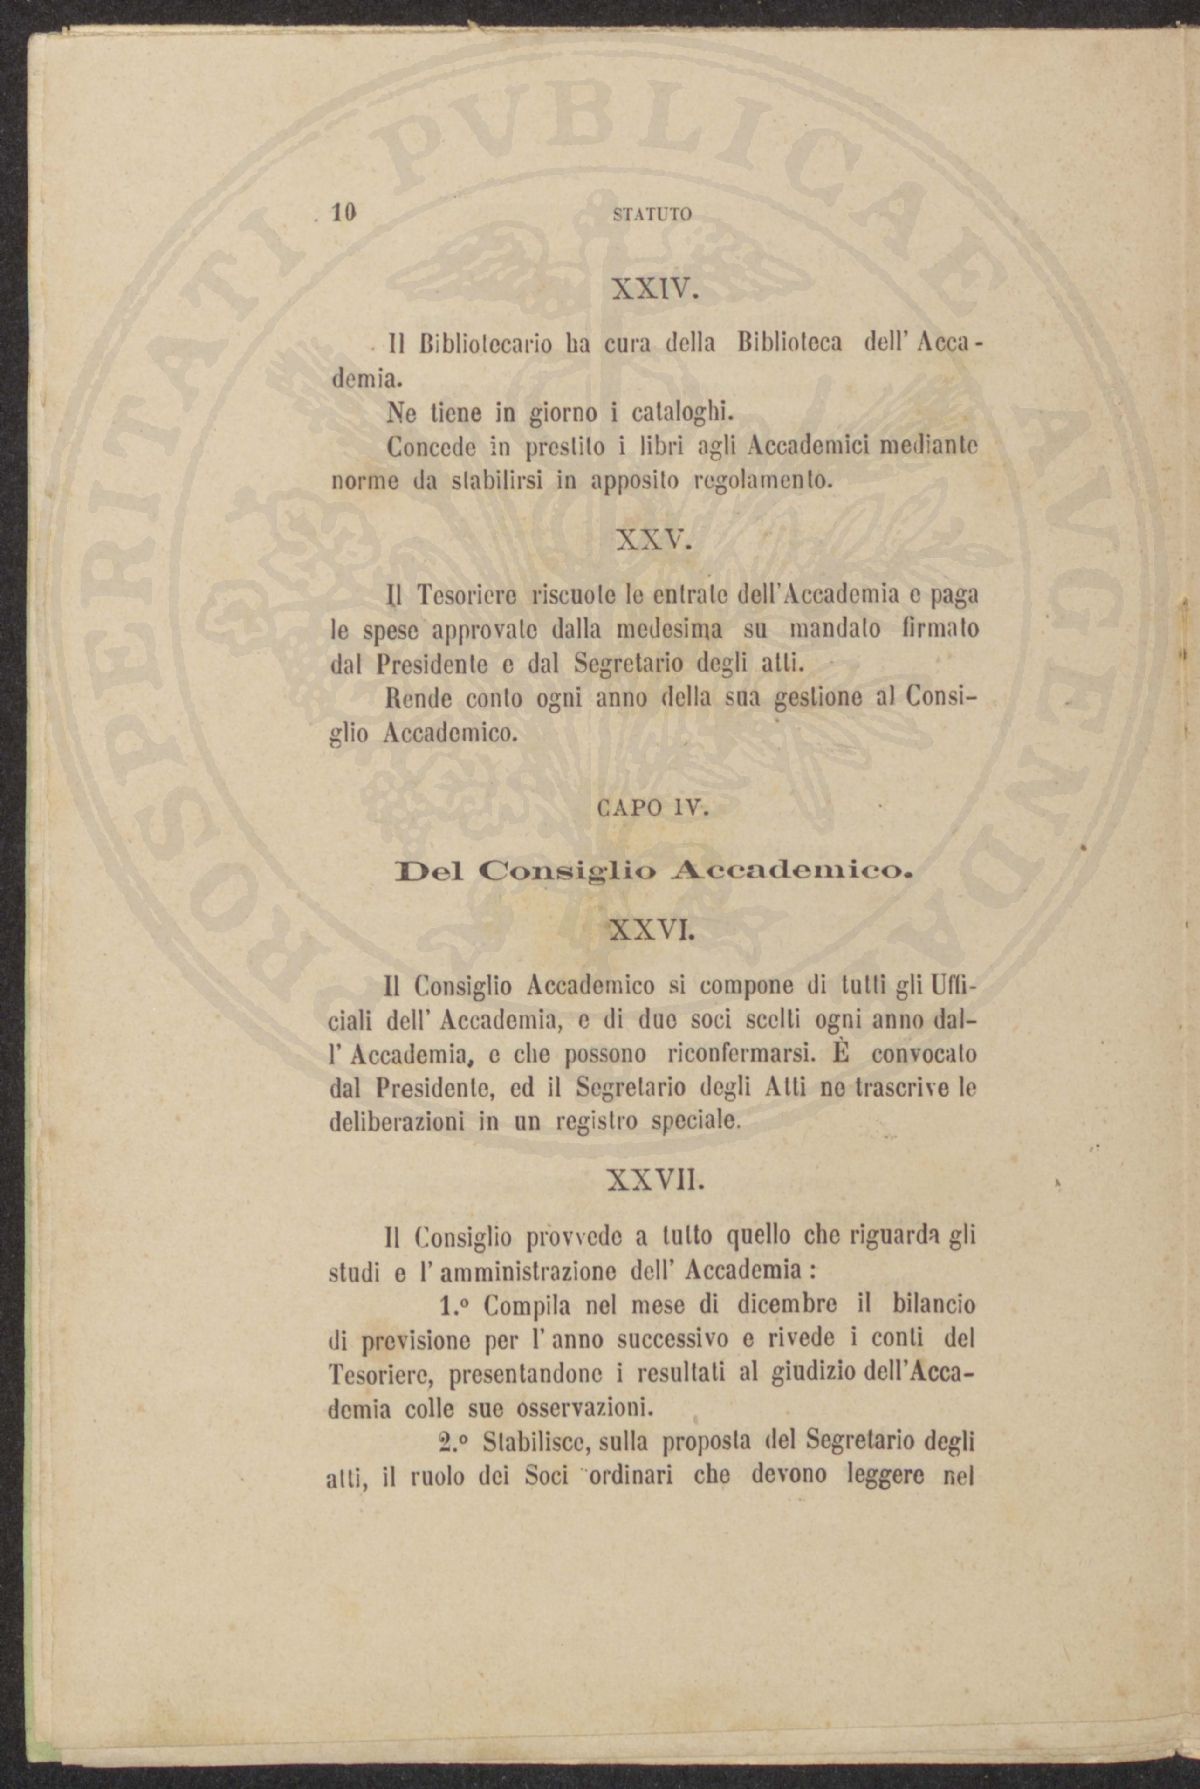 10
STATUTO
XXIV.
Il Bibliotecario ha cura della Biblioteca dell' Acca-
demia.
Ne tiene in giorno i cataloghi.
Concede in prestito i libri agli Accademici mediante
norme da stabilirsi in apposito regolamento.
XXV.
Il Tesoriere riscuote le entrate dell'Accademia e paga
le spese approvate dalla medesima su mandato firmato
dal Presidente e dal Segretario degli atti.
Rende conto ogni anno della sua gestione al Consi-
glio Accademico.
CAPO IV.
Del Consiglio Accademico.
XXVI.
Il Consiglio Accademico si compone di tutti gli Uffi-
ciali dell' Accademia, e di due soci scelti ogni anno dal-
l' Accademia, e che possono riconfermarsi. È convocato
dal Presidente, ed il Segretario degli Atti ne trascrive le
deliberazioni in un registro speciale.
XXVII.
Il Consiglio provvede a tutto quello che riguarda gli
studi e l' amministrazione dell' Accademia :
1.º Compila nel mese di dicembre il bilancio
di previsione per l' anno successivo e rivede i conti del
Tesoriere, presentandone i resultati al giudizio dell'Acca-
demia colle sue osservazioni.
2.º Stabilisce, sulla proposta del Segretario degli
atti, il ruolo dei Soci ordinari che devono leggere nel
PROSPERITATI PVBLICAE AVGENDAE